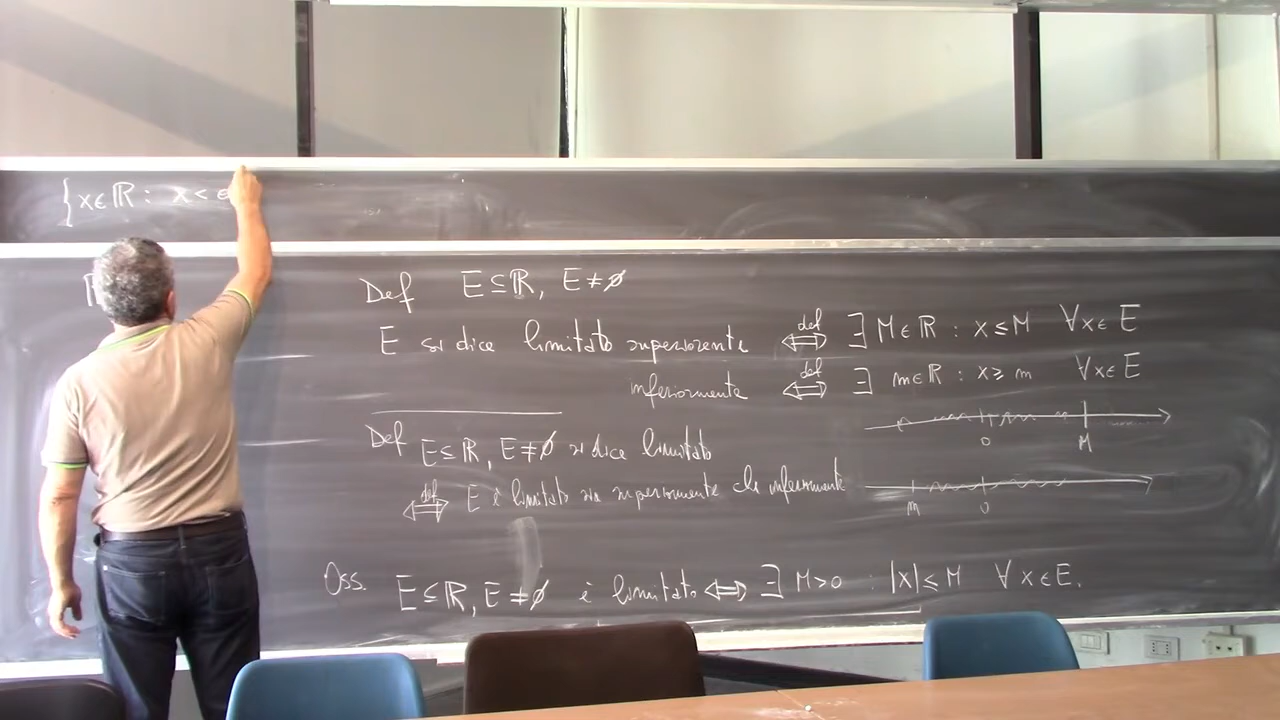 {x∈ℝ : x<
Def E⊆ℝ, E≠∅
E si dice limitato superiormente ⟺def ∃ M∈ℝ : x≤M ∀x∈E
inferiormente ⟺def ∃ m∈ℝ : x≥m ∀x∈E
0 M
Def E⊆ℝ, E≠∅ si dice limitato
⟺def E è limitato sia superiormente che inferiormente
m 0
Oss. E⊆ℝ, E≠∅ è limitato ⟺ ∃ M>0 : |x|≤M ∀x∈E.